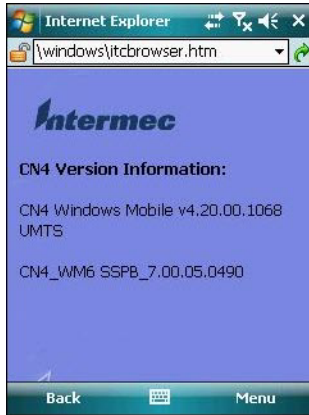 Internet Explorer
\windows\itcbrowser.htm
Intermec
CN4 Version Information:
CN4 Windows Mobile v4.20.00.1068
UMTS
CN4_WM6 SSPB_7.00.05.0490
Back Menu